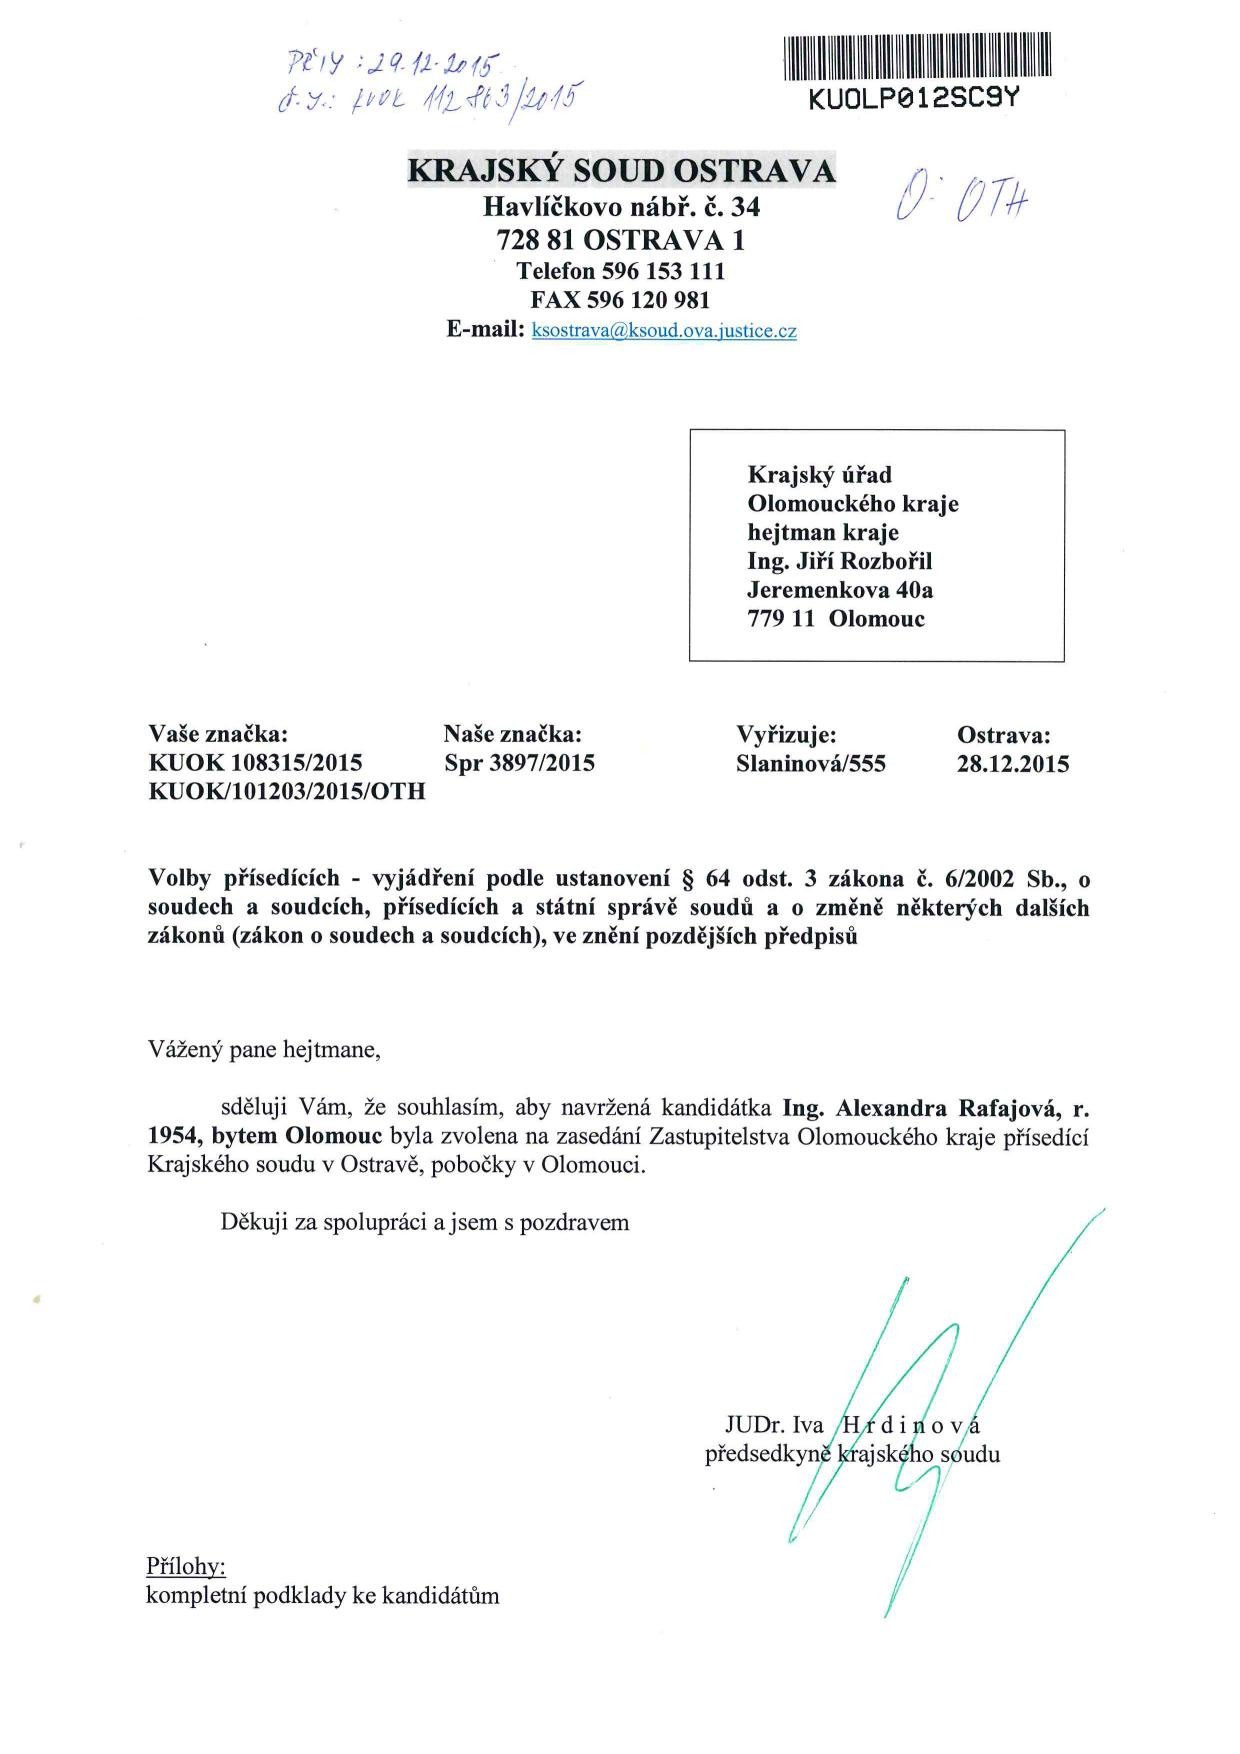 PŘIJ: 29.12.2015
č.j.: KUOK 112863/2015
KUOLP012SC9Y
KRAJSKÝ SOUD OSTRAVA
O: OTH
Havlíčkovo nábř. č. 34
728 81 OSTRAVA 1
Telefon 596 153 111
FAX 596 120 981
E-mail: ksostrava@ksoud.ova.justice.cz
Krajský úřad
Olomouckého kraje
hejtman kraje
Ing. Jiří Rozbořil
Jeremenkova 40a
779 11 Olomouc
Vaše značka: Naše značka: Vyřizuje: Ostrava:
KUOK 108315/2015 Spr 3897/2015 Slaninová/555 28.12.2015
KUOK/101203/2015/OTH
Volby přísedících - vyjádření podle ustanovení § 64 odst. 3 zákona č. 6/2002 Sb., o
soudech a soudcích, přísedících a státní správě soudů a o změně některých dalších
zákonů (zákon o soudech a soudcích), ve znění pozdějších předpisů
Vážený pane hejtmane,
sděluji Vám, že souhlasím, aby navržená kandidátka Ing. Alexandra Rafajová, r.
1954, bytem Olomouc byla zvolena na zasedání Zastupitelstva Olomouckého kraje přísedící
Krajského soudu v Ostravě, pobočky v Olomouci.
Děkuji za spolupráci a jsem s pozdravem
JUDr. Iva H r d i n o v á
předsedkyně krajského soudu
Přílohy:
kompletní podklady ke kandidátům